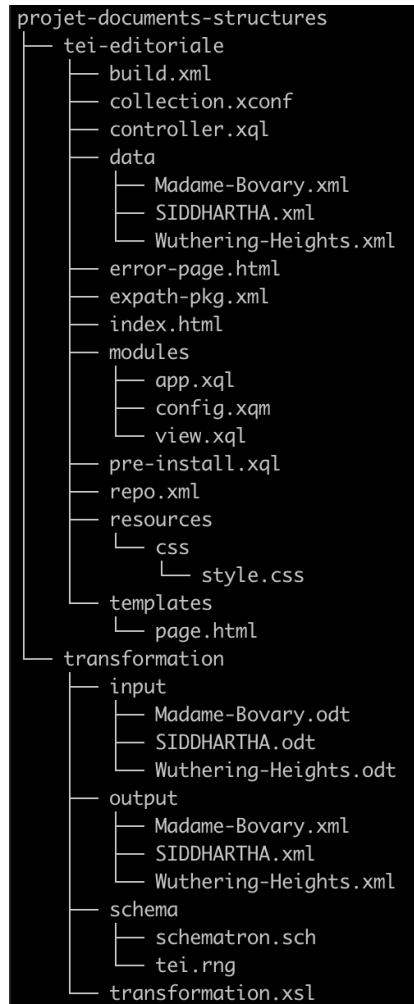 projet-documents-structures
├── tei-editoriale
│   ├── build.xml
│   ├── collection.xconf
│   ├── controller.xql
│   ├── data
│   │   ├── Madame-Bovary.xml
│   │   ├── SIDDHARTHA.xml
│   │   └── Wuthering-Heights.xml
│   ├── error-page.html
│   ├── expath-pkg.xml
│   ├── index.html
│   ├── modules
│   │   ├── app.xql
│   │   ├── config.xqm
│   │   └── view.xql
│   ├── pre-install.xql
│   ├── repo.xml
│   ├── resources
│   │   └── css
│   │       └── style.css
│   └── templates
│       └── page.html
└── transformation
    ├── input
    │   ├── Madame-Bovary.odt
    │   ├── SIDDHARTHA.odt
    │   └── Wuthering-Heights.odt
    ├── output
    │   ├── Madame-Bovary.xml
    │   ├── SIDDHARTHA.xml
    │   └── Wuthering-Heights.xml
    ├── schema
    │   ├── schematron.sch
    │   └── tei.rng
    └── transformation.xsl